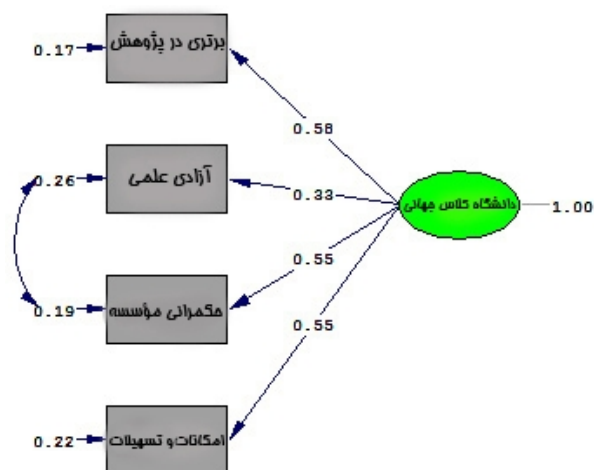 برتری در پژوهش
0.17
0.58
آزادی علمی
0.26
0.33
دانشگاه کلاس جهانی
1.00
0.55
حکمرانی مؤسسه
0.19
0.55
امکانات و تسهیلات
0.22